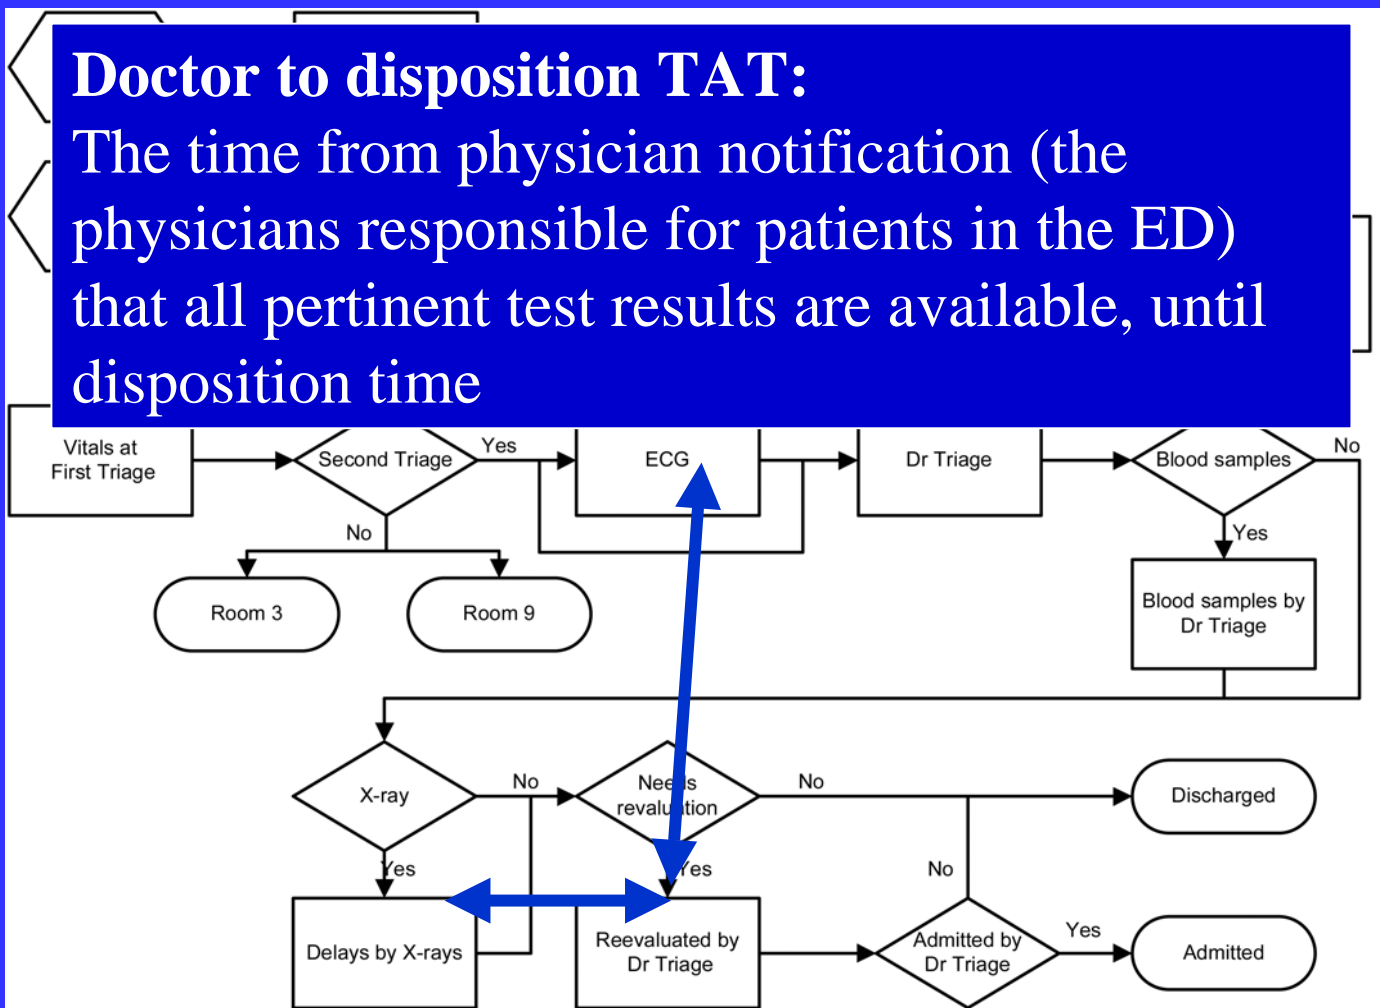 Doctor to disposition TAT:
The time from physician notification (the
physicians responsible for patients in the ED)
that all pertinent test results are available, until
disposition time
Vitals at
First Triage
Second Triage
Yes
ECG
Dr Triage
Blood samples
No
No
Yes
Room 3
Room 9
Blood samples by
Dr Triage
X-ray
No
Needs
revaluation
No
Discharged
Yes
Yes
No
Delays by X-rays
Reevaluated by
Dr Triage
Admitted by
Dr Triage
Yes
Admitted